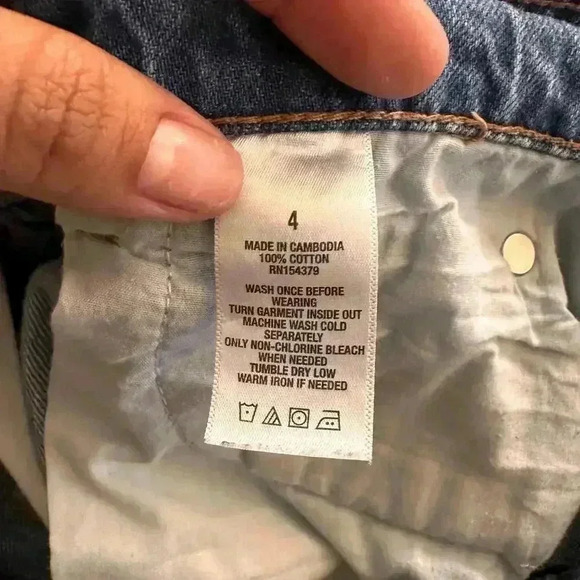 4
MADE IN CAMBODIA
100% COTTON
RN154379
WASH ONCE BEFORE
WEARING
TURN GARMENT INSIDE OUT
MACHINE WASH COLD
SEPARATELY
ONLY NON-CHLORINE BLEACH
WHEN NEEDED
TUMBLE DRY LOW
WARM IRON IF NEEDED